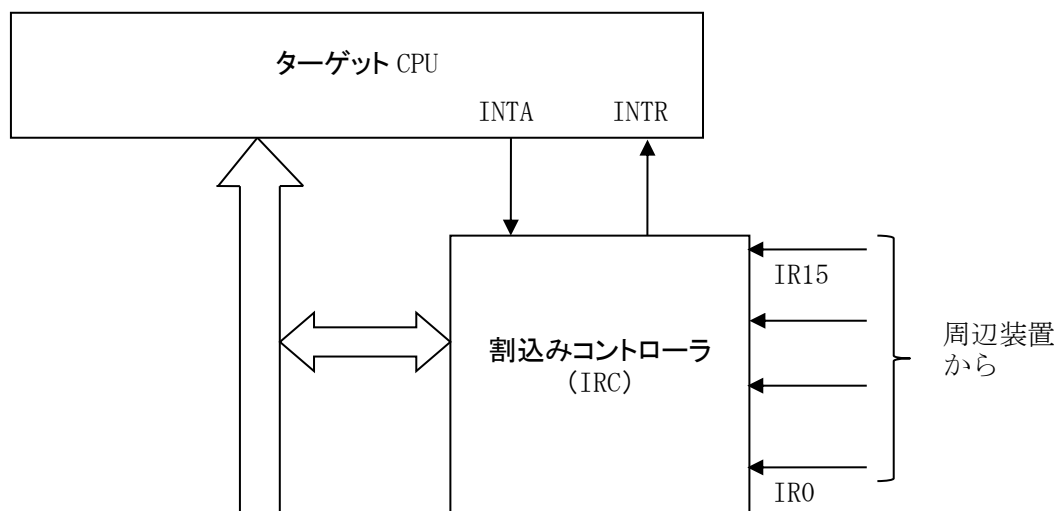 ターゲット CPU
INTA
INTR
IR15
割込みコントローラ
(IRC)
周辺装置
から
IR0